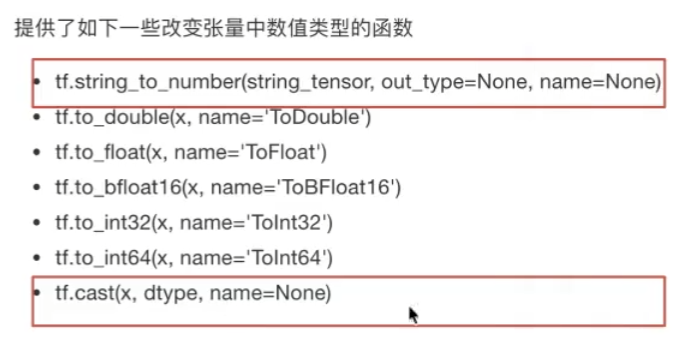 提供了如下一些改变张量中数值类型的函数
• tf.string_to_number(string_tensor, out_type=None, name=None)
• tf.to_double(x, name='ToDouble')
• tf.to_float(x, name='ToFloat')
• tf.to_bfloat16(x, name='ToBFloat16')
• tf.to_int32(x, name='ToInt32')
• tf.to_int64(x, name='ToInt64')
• tf.cast(x, dtype, name=None)